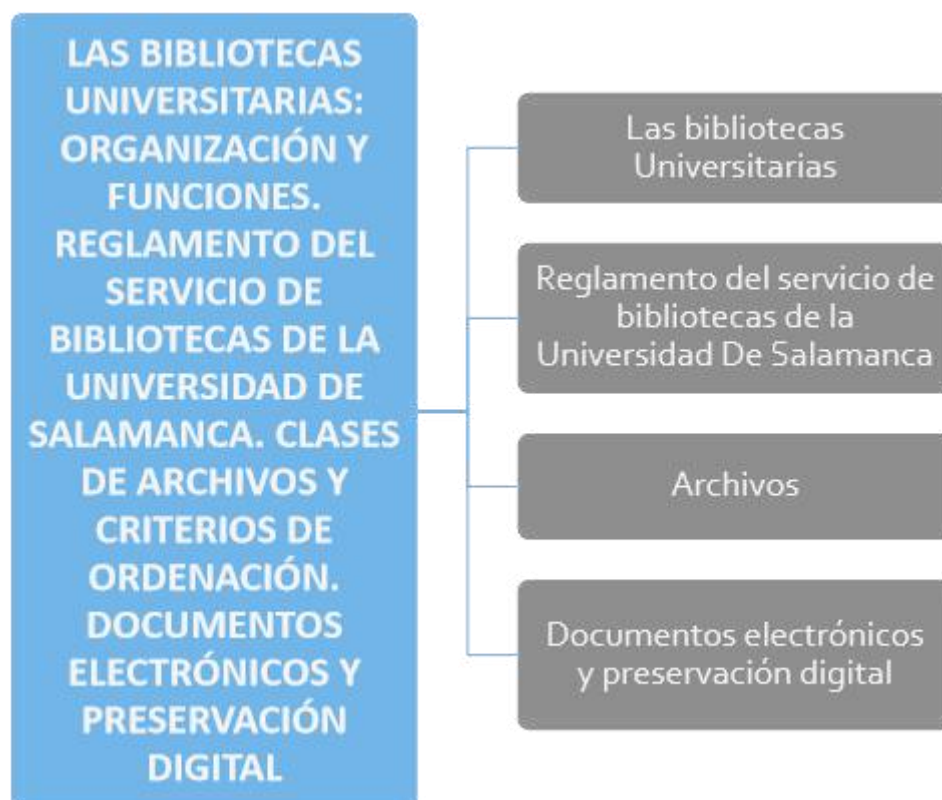 LAS BIBLIOTECAS
UNIVERSITARIAS:
ORGANIZACIÓN Y
FUNCIONES.
REGLAMENTO DEL
SERVICIO DE
BIBLIOTECAS DE LA
UNIVERSIDAD DE
SALAMANCA. CLASES
DE ARCHIVOS Y
CRITERIOS DE
ORDENACIÓN.
DOCUMENTOS
ELECTRÓNICOS Y
PRESERVACIÓN
DIGITAL
Las bibliotecas
Universitarias
Reglamento del servicio de
bibliotecas de la
Universidad De Salamanca
Archivos
Documentos electrónicos
y preservación digital